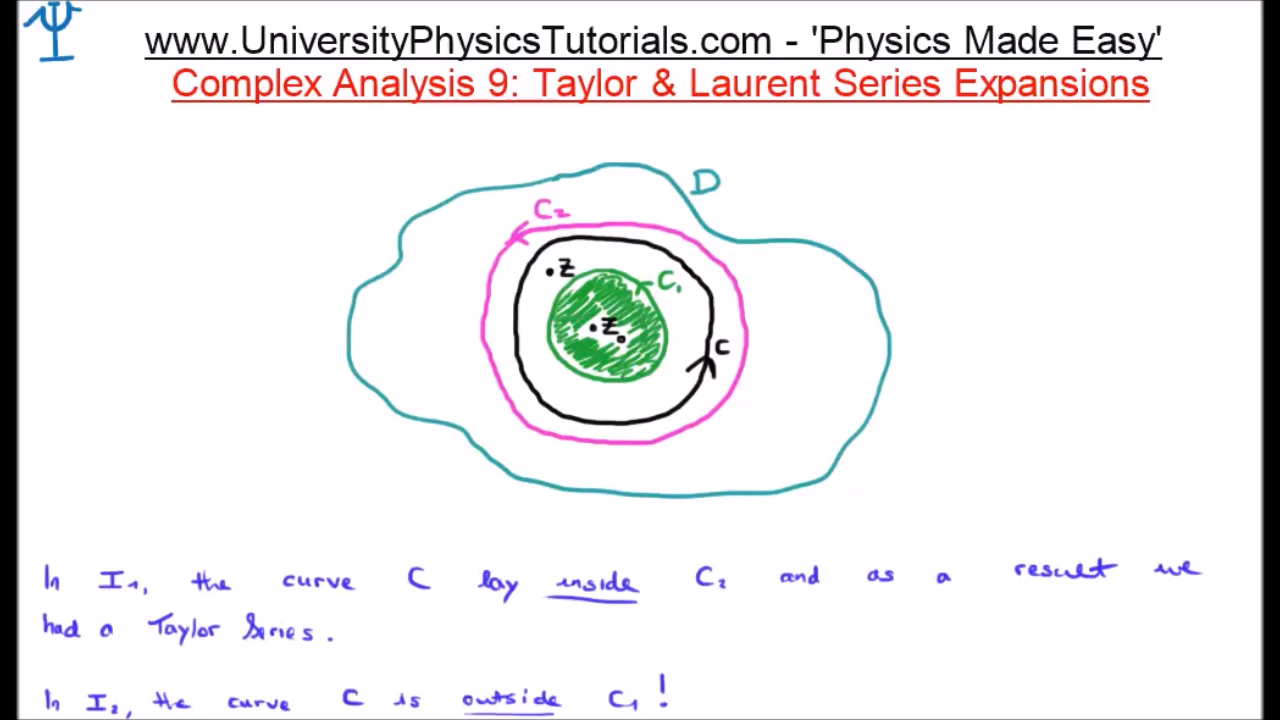 www.UniversityPhysicsTutorials.com - 'Physics Made Easy'
Complex Analysis 9: Taylor & Laurent Series Expansions
D
C₂
z
C₁
z₀
C
In I₁, the curve C lay inside C₂ and as a result we
had a Taylor Series.
In I₂, the curve C is outside C₁ !